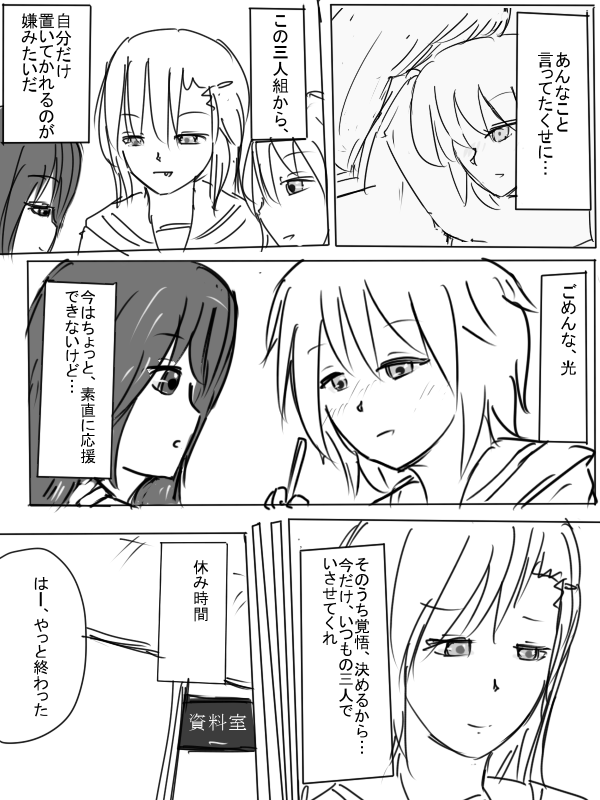 あんなこと
言ってたくせに…
この三人組から、
自分だけ
置いてかれるのが
嫌みたいだ
ごめんな、光
今はちょっと、素直に応援
できないけど…
そのうち覚悟、決めるから…
今だけ、いつもの三人で
いさせてくれ
休み時間
資料室
はー、やっと終わった